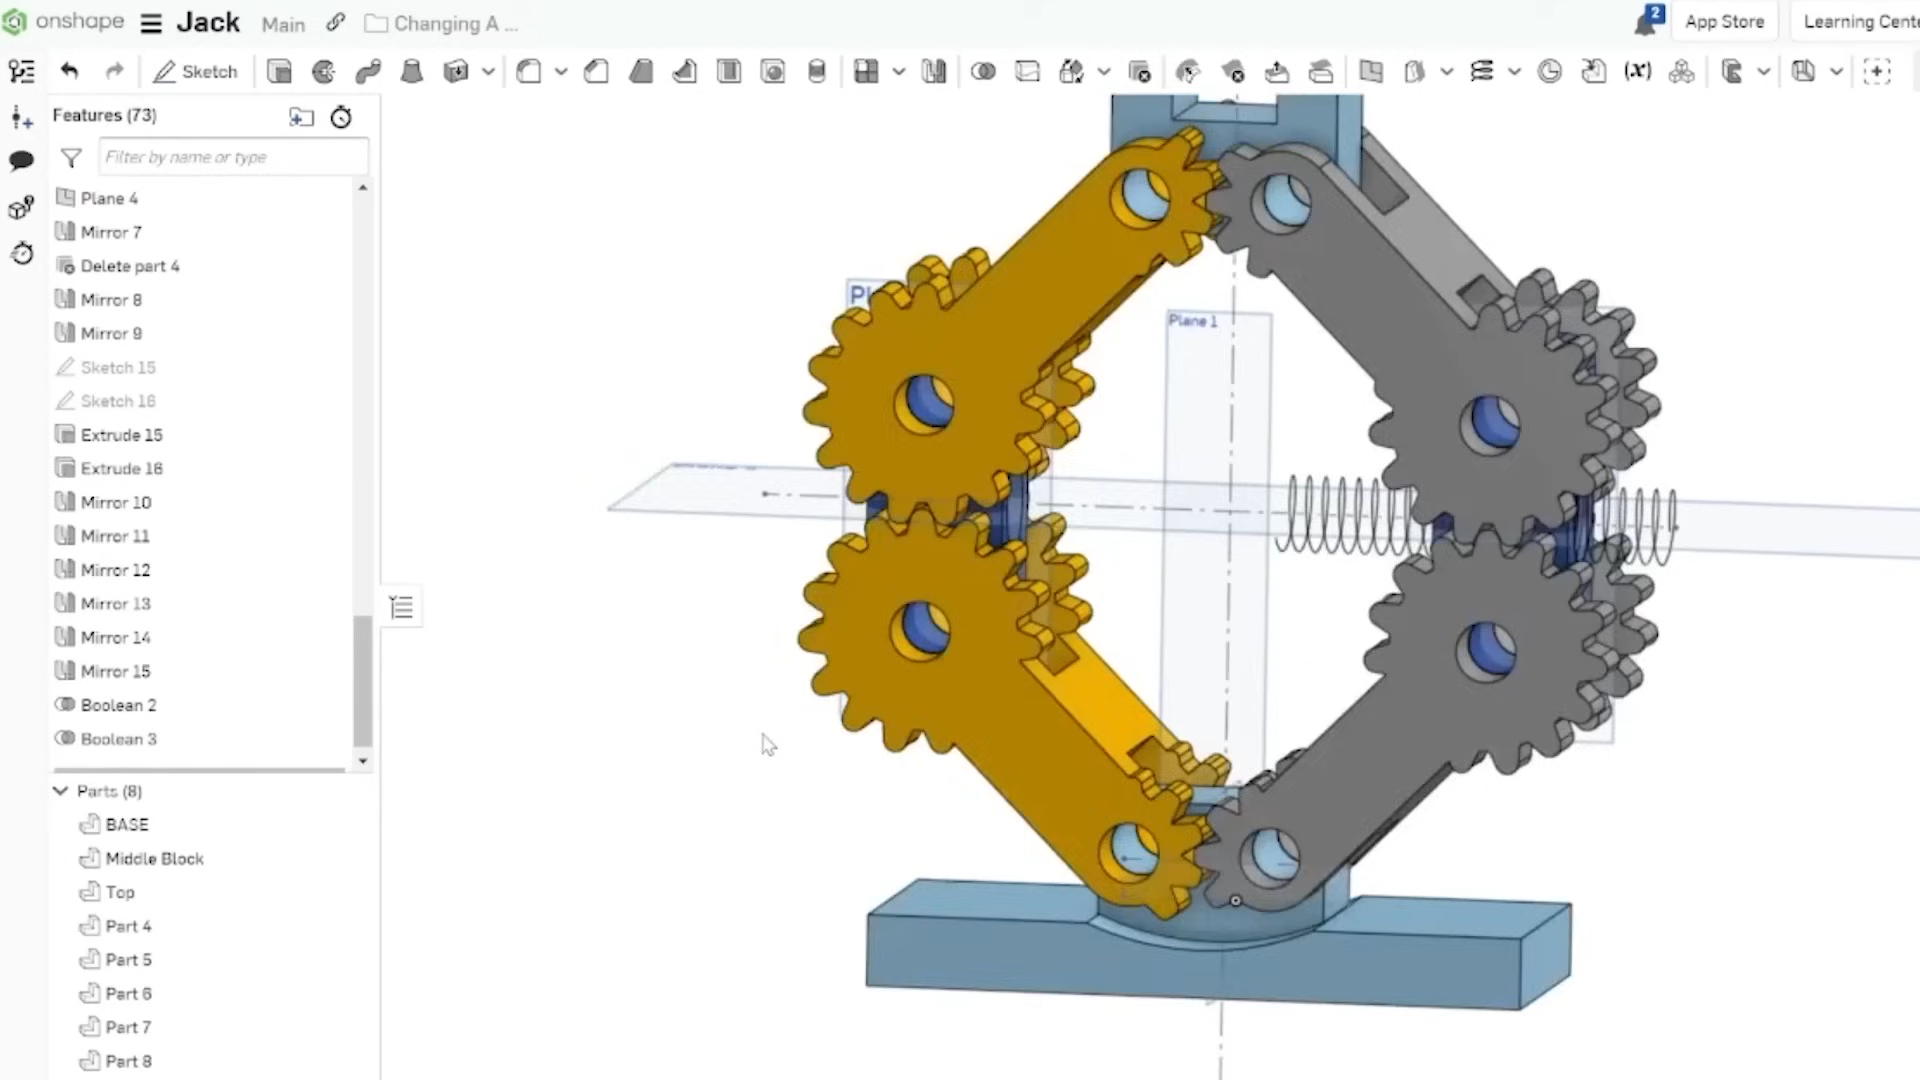 onshape Jack Main Changing A ... 2 App Store Learning Cente
Sketch (x)
Features (73)
Filter by name or type
Plane 4
Mirror 7
Delete part 4
Mirror 8
Mirror 9
Sketch 15
Sketch 16
Extrude 15
Extrude 16
Mirror 10
Mirror 11
Mirror 12
Mirror 13
Mirror 14
Mirror 15
Boolean 2
Boolean 3
Parts (8)
BASE
Middle Block
Top
Part 4
Part 5
Part 6
Part 7
Part 8
Pl
Plane 1